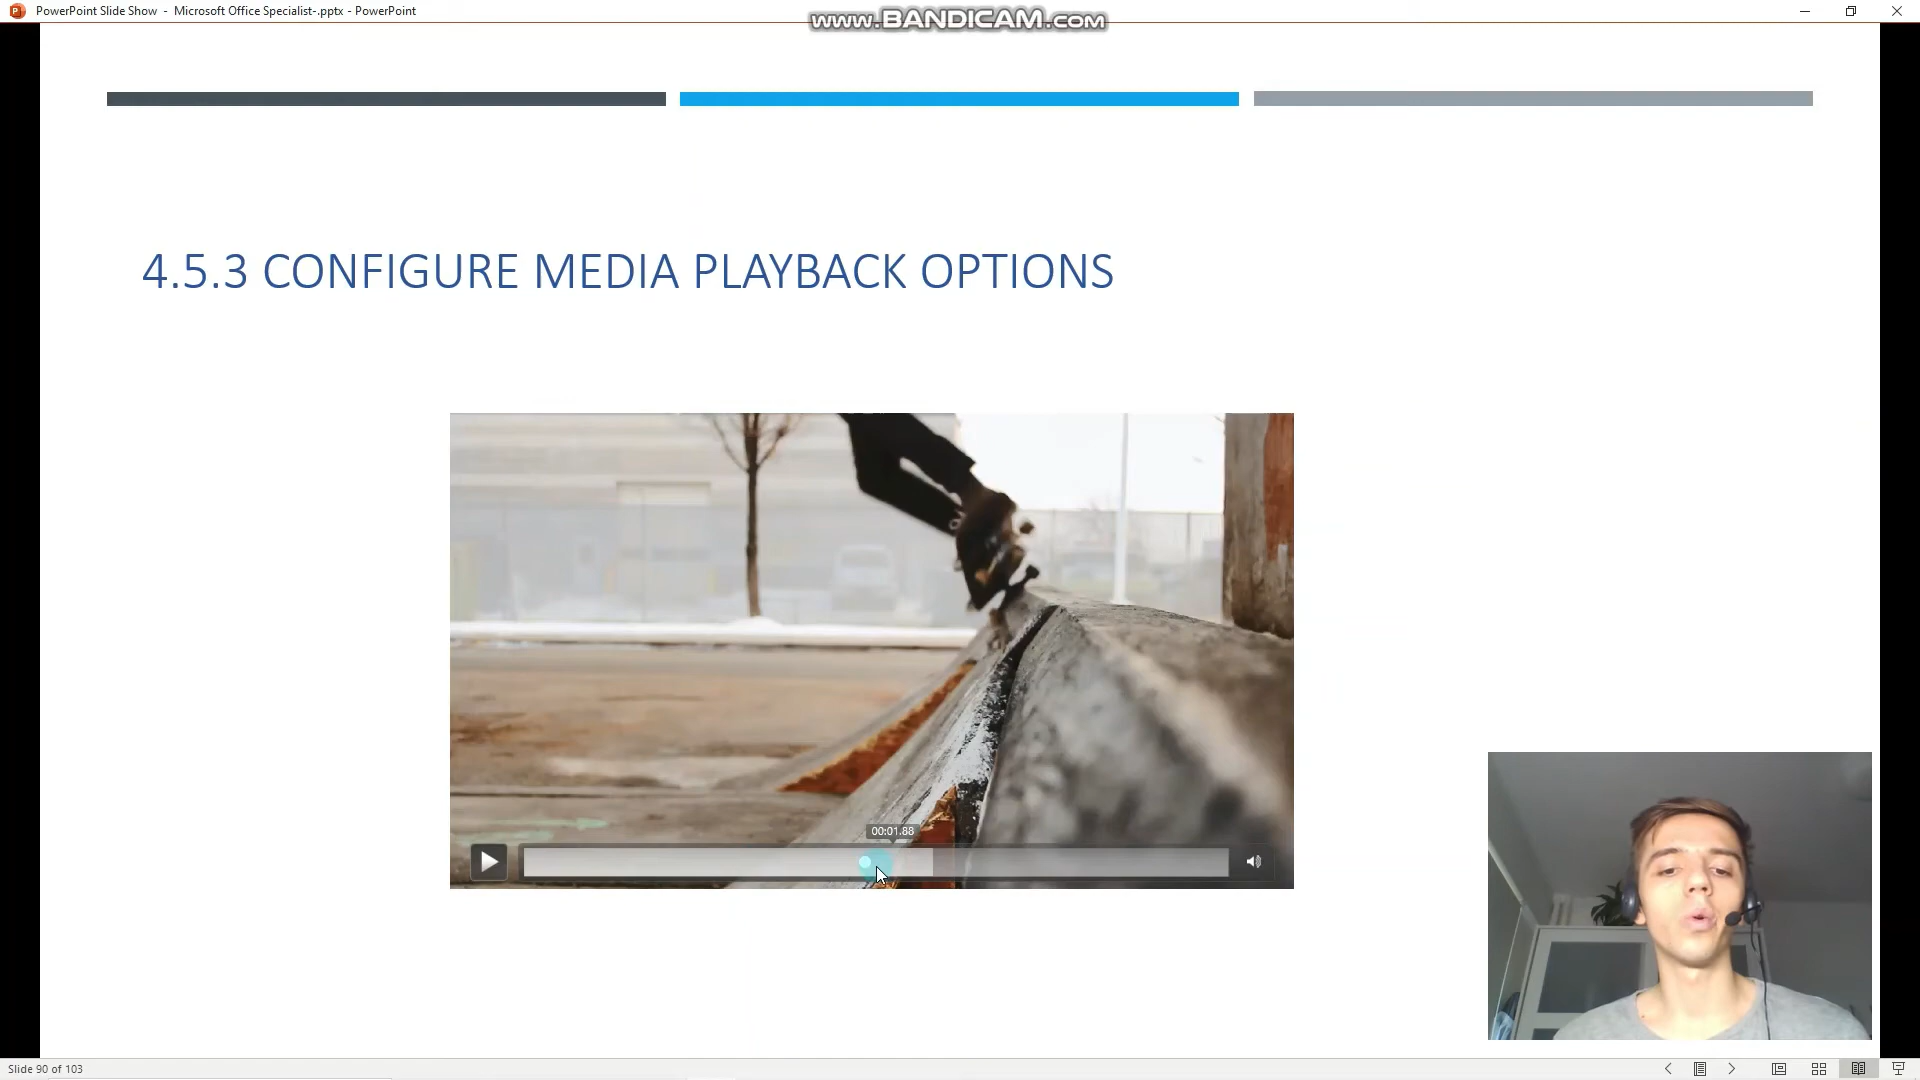 PowerPoint Slide Show - Microsoft Office Specialist-.pptx - PowerPoint
www.BANDICAM.com
4.5.3 CONFIGURE MEDIA PLAYBACK OPTIONS
00:01.88
Slide 90 of 103